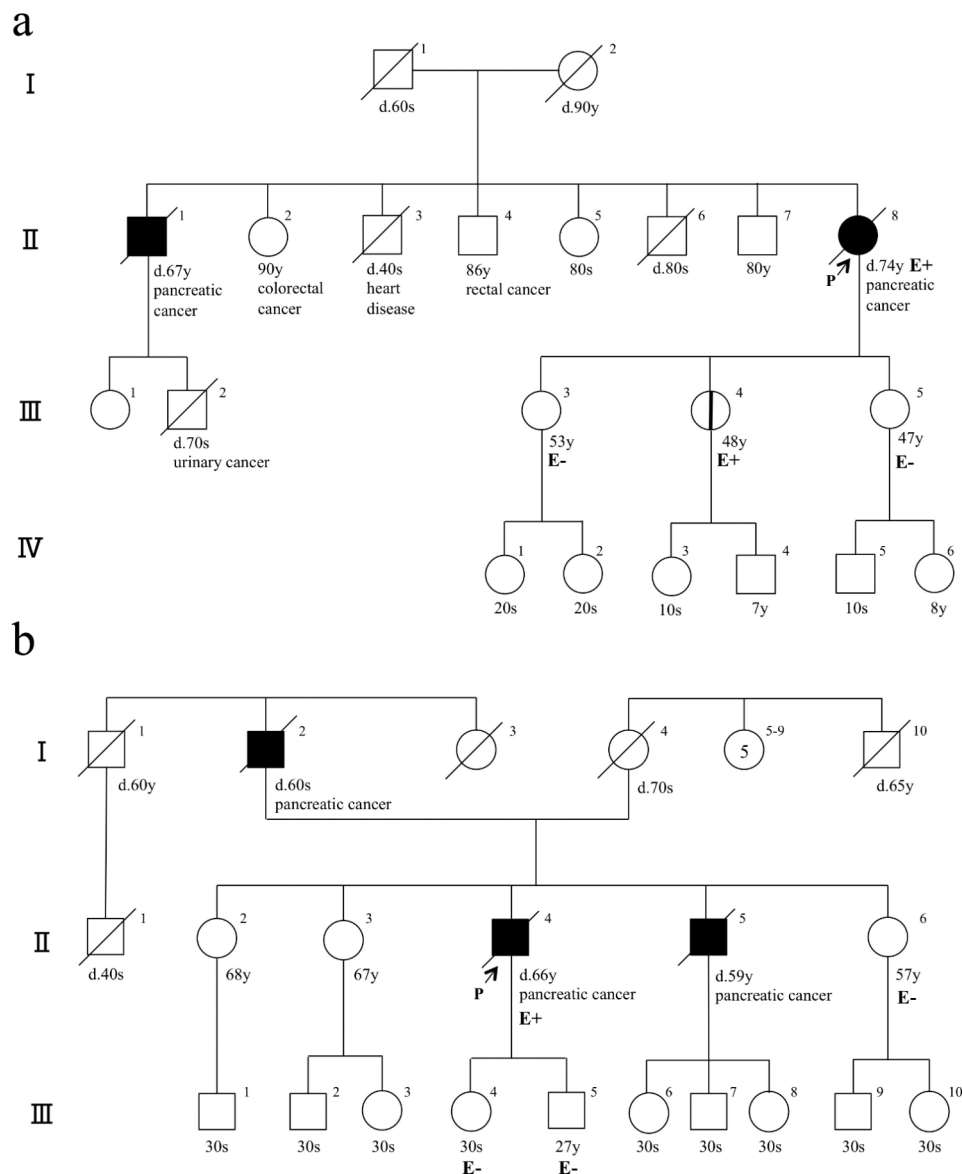 a
1 2
I
d.60s d.90y
1 2 3 4 5 6 7 8
II
d.67y 90y d.40s 86y 80s d.80s 80y d.74y E+
pancreatic colorectal heart rectal cancer P pancreatic
cancer cancer disease cancer
1 2 3 4 5
III
d.70s 53y 48y 47y
urinary cancer E- E+ E-
1 2 3 4 5 6
IV
20s 20s 10s 7y 10s 8y
b
1 2 3 4 5-9 10
I
5
d.60y d.60s d.70s d.65y
pancreatic cancer
1 2 3 4 5 6
II
d.40s 68y 67y d.66y d.59y 57y
P pancreatic cancer pancreatic cancer E-
E+
1 2 3 4 5 6 7 8 9 10
III
30s 30s 30s 30s 27y 30s 30s 30s 30s 30s
E- E-